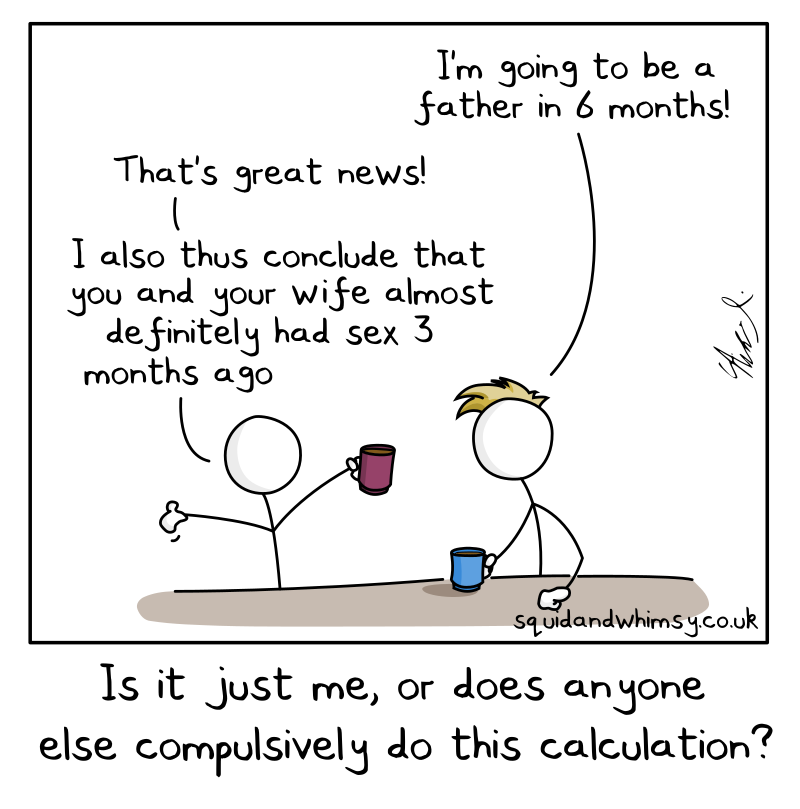 I'm going to be a
father in 6 months!
That's great news!
I also thus conclude that
you and your wife almost
definitely had sex 3
months ago
squidandwhimsy.co.uk
Is it just me, or does anyone
else compulsively do this calculation?